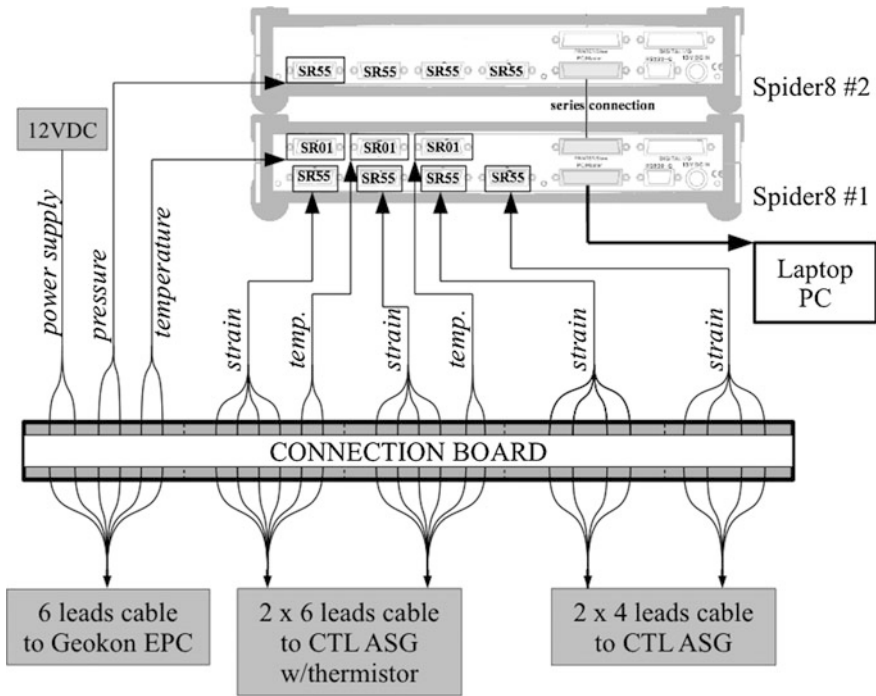 SR55 SR55 SR55 SR55
Spider8 #2
series connection
12VDC
SR01 SR01 SR01
SR55 SR55 SR55 SR55
Spider8 #1
Laptop
PC
power supply
pressure
temperature
strain
temp.
strain
temp.
strain
strain
CONNECTION BOARD
6 leads cable
to Geokon EPC
2 x 6 leads cable
to CTL ASG
w/thermistor
2 x 4 leads cable
to CTL ASG